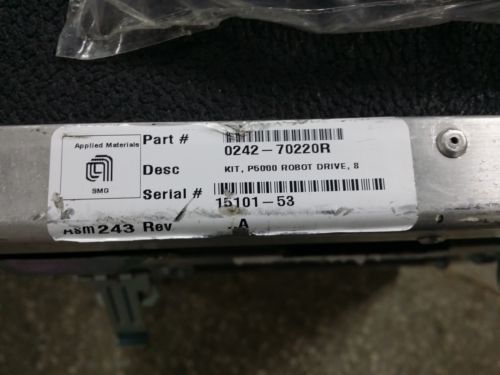 Applied Materials
SMG
Part #
0242-70220R
Desc
KIT, P5000 ROBOT DRIVE, 8
Serial #
15101-53
Asm 243 Rev A